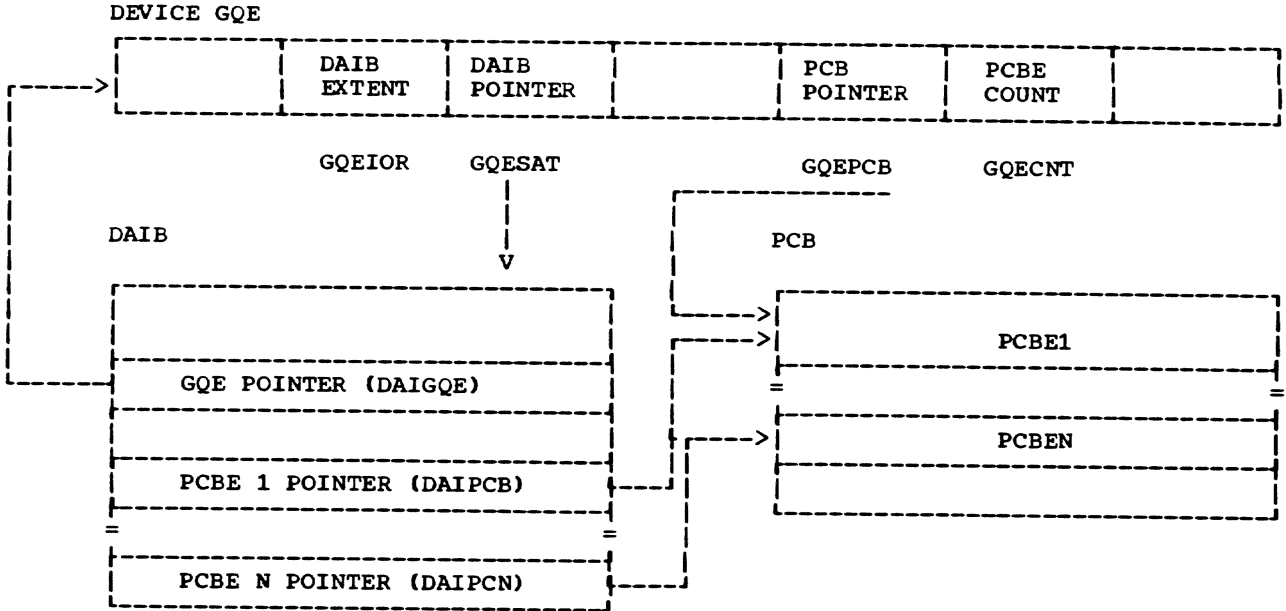 DEVICE GQE
DAIB EXTENT
DAIB POINTER
PCB POINTER
PCBE COUNT
GQEIOR GQESAT GQEPCB GQECNT
DAIB PCB
PCBE1
GQE POINTER (DAIGQE)
PCBEN
PCBE 1 POINTER (DAIPCB)
PCBE N POINTER (DAIPCN)